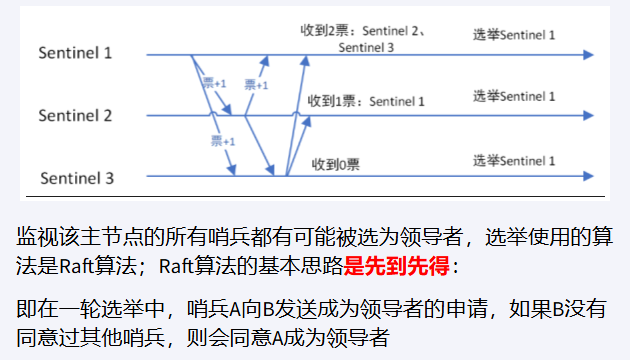 收到2票：Sentinel 2、
Sentinel 3
选举Sentinel 1
Sentinel 1
票+1
票+1
收到1票：Sentinel 1
选举Sentinel 1
Sentinel 2
票+1
收到0票
选举Sentinel 1
Sentinel 3
监视该主节点的所有哨兵都有可能被选为领导者，选举使用的算
法是Raft算法；Raft算法的基本思路是先到先得：
即在一轮选举中，哨兵A向B发送成为领导者的申请，如果B没有
同意过其他哨兵，则会同意A成为领导者